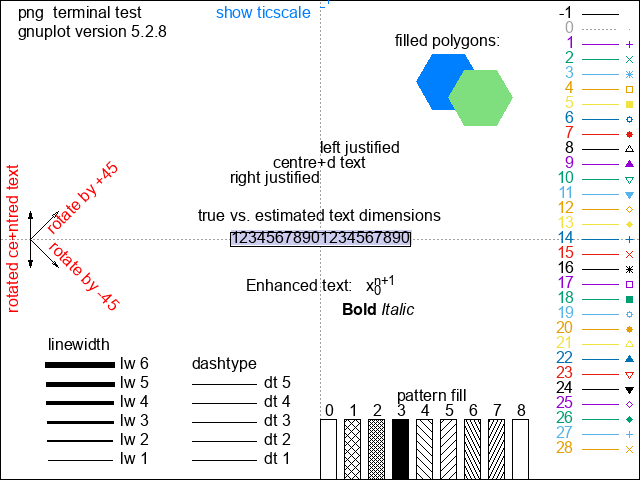 png  terminal test
gnuplot version 5.2.8
show ticscale
filled polygons:
left justified
centre+d text
right justified
rotated ce+ntred text
rotate by +45
rotate by -45
true vs. estimated text dimensions
12345678901234567890
Enhanced text:   x₀ⁿ⁺¹
Bold Italic
linewidth
lw 6
lw 5
lw 4
lw 3
lw 2
lw 1
dashtype
dt 5
dt 4
dt 3
dt 2
dt 1
pattern fill
0 1 2 3 4 5 6 7 8
-1
0
1
2
3
4
5
6
7
8
9
10
11
12
13
14
15
16
17
18
19
20
21
22
23
24
25
26
27
28